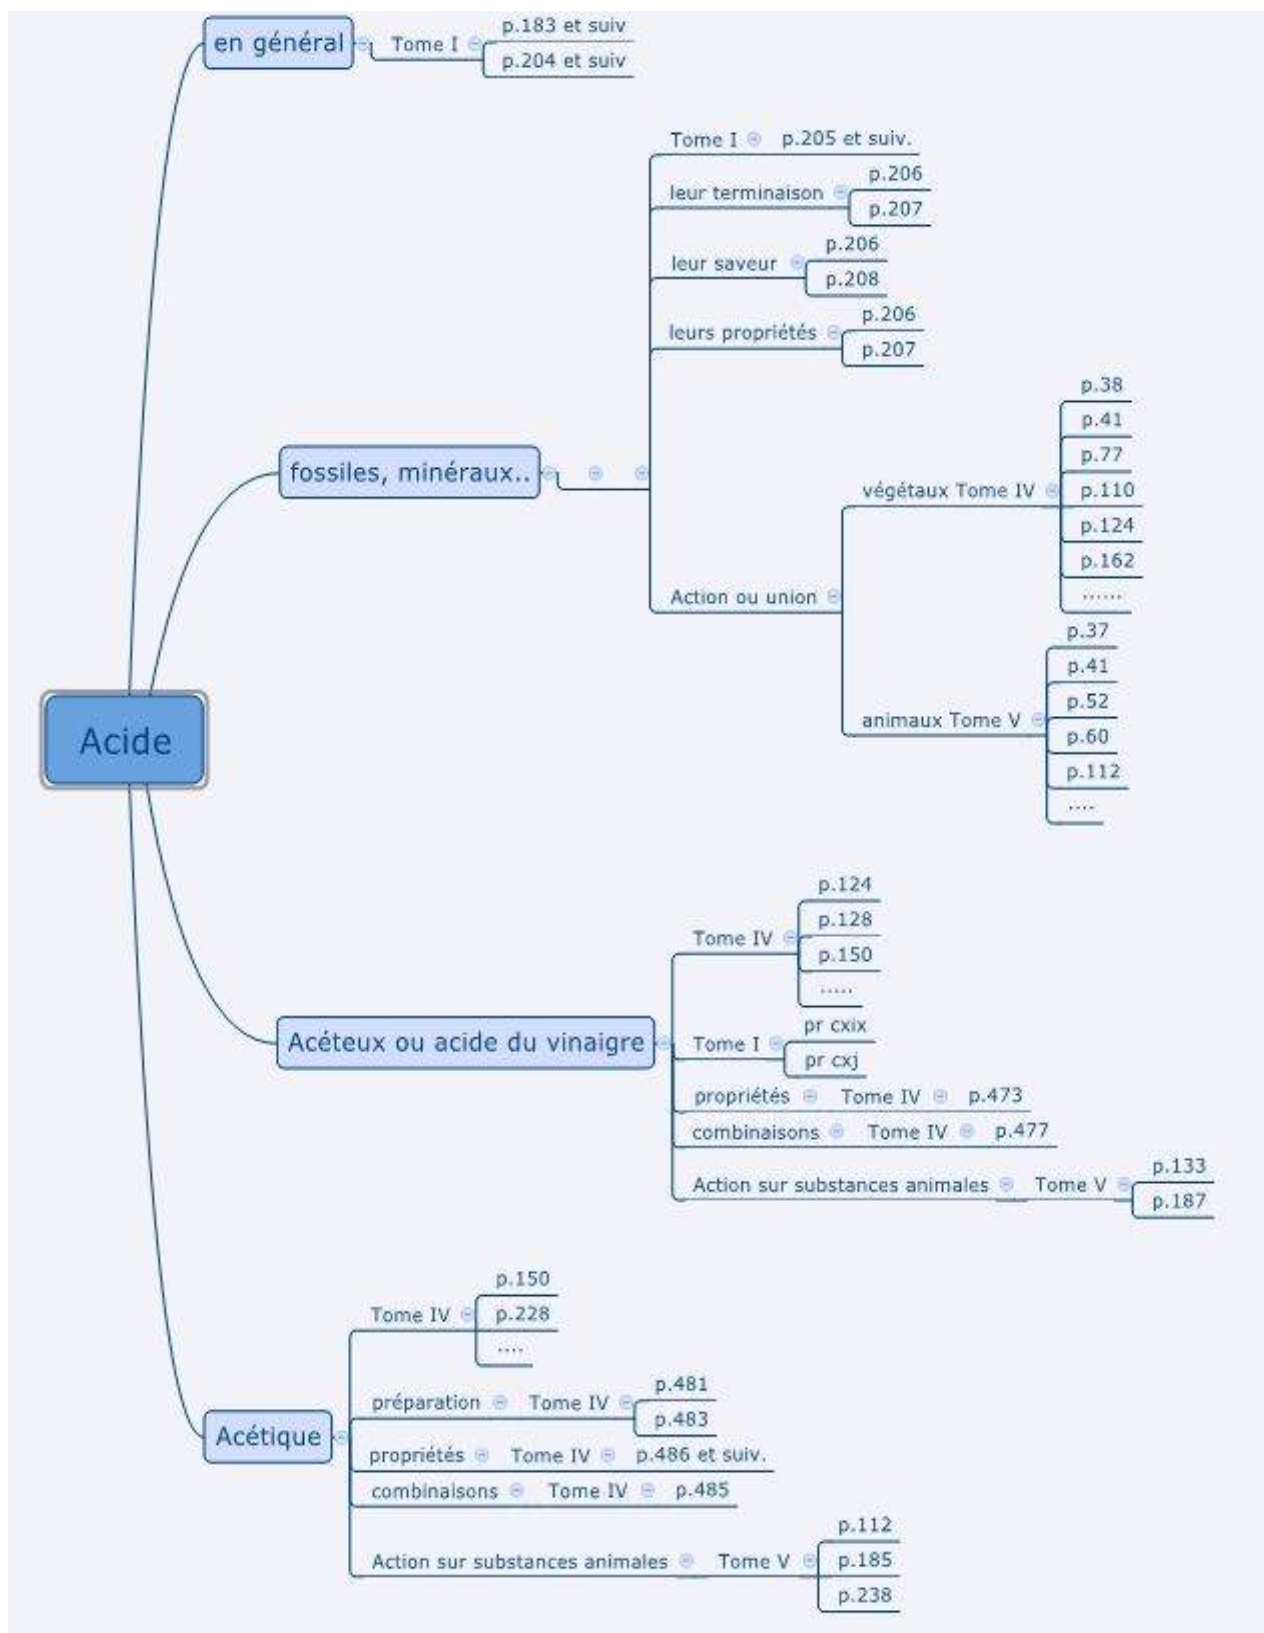 en général
Tome I
p.183 et suiv
p.204 et suiv
fossiles, minéraux..
Tome I
p.205 et suiv.
leur terminaison
p.206
p.207
leur saveur
p.206
p.208
leurs propriétés
p.206
p.207
Action ou union
végétaux Tome IV
p.38
p.41
p.77
p.110
p.124
p.162
......
animaux Tome V
p.37
p.41
p.52
p.60
p.112
....
Acide
Acéteux ou acide du vinaigre
Tome IV
p.124
p.128
p.150
.....
Tome I
pr cxix
pr cxj
propriétés
Tome IV
p.473
combinaisons
Tome IV
p.477
Action sur substances animales
Tome V
p.133
p.187
Acétique
Tome IV
p.150
p.228
....
préparation
Tome IV
p.481
p.483
propriétés
Tome IV
p.486 et suiv.
combinaisons
Tome IV
p.485
Action sur substances animales
Tome V
p.112
p.185
p.238